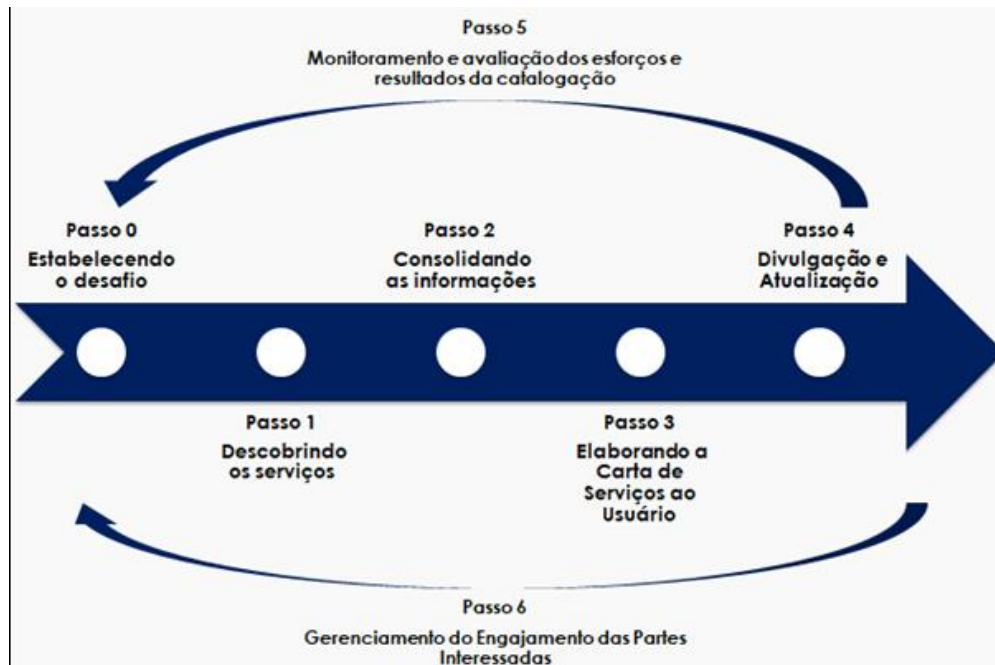 Passo 5
Monitoramento e avaliação dos esforços e
resultados da catalogação
Passo 0
Estabelecendo
o desafio
Passo 2
Consolidando
as informações
Passo 4
Divulgação e
Atualização
Passo 1
Descobrindo
os serviços
Passo 3
Elaborando a
Carta de
Serviços ao
Usuário
Passo 6
Gerenciamento do Engajamento das Partes
Interessadas